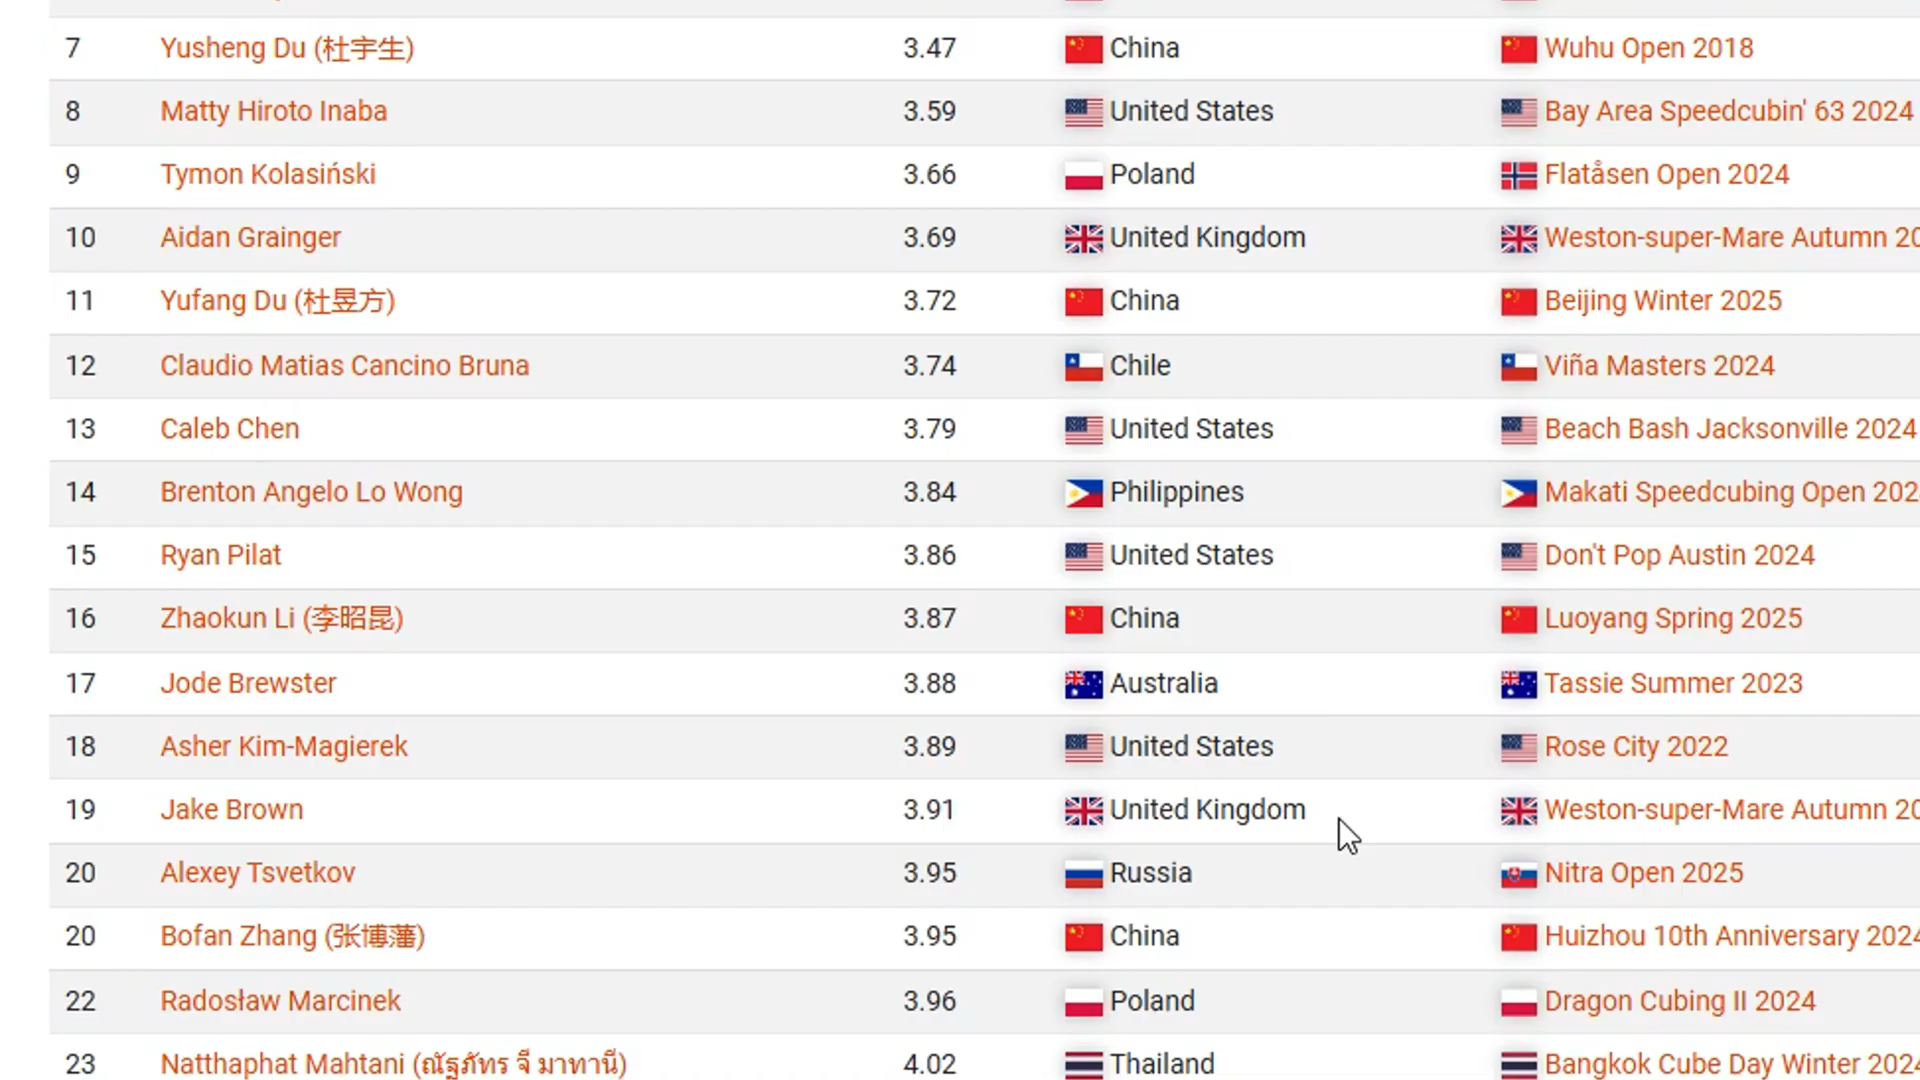 7 Yusheng Du (杜宇生) 3.47 China Wuhu Open 2018
8 Matty Hiroto Inaba 3.59 United States Bay Area Speedcubin' 63 2024
9 Tymon Kolasiński 3.66 Poland Flatåsen Open 2024
10 Aidan Grainger 3.69 United Kingdom Weston-super-Mare Autumn 20
11 Yufang Du (杜昱方) 3.72 China Beijing Winter 2025
12 Claudio Matias Cancino Bruna 3.74 Chile Viña Masters 2024
13 Caleb Chen 3.79 United States Beach Bash Jacksonville 2024
14 Brenton Angelo Lo Wong 3.84 Philippines Makati Speedcubing Open 202
15 Ryan Pilat 3.86 United States Don't Pop Austin 2024
16 Zhaokun Li (李昭昆) 3.87 China Luoyang Spring 2025
17 Jode Brewster 3.88 Australia Tassie Summer 2023
18 Asher Kim-Magierek 3.89 United States Rose City 2022
19 Jake Brown 3.91 United Kingdom Weston-super-Mare Autumn 20
20 Alexey Tsvetkov 3.95 Russia Nitra Open 2025
20 Bofan Zhang (张博藩) 3.95 China Huizhou 10th Anniversary 2024
22 Radosław Marcinek 3.96 Poland Dragon Cubing II 2024
23 Natthaphat Mahtani (ณัฐภัทร จี มาทานี) 4.02 Thailand Bangkok Cube Day Winter 2024